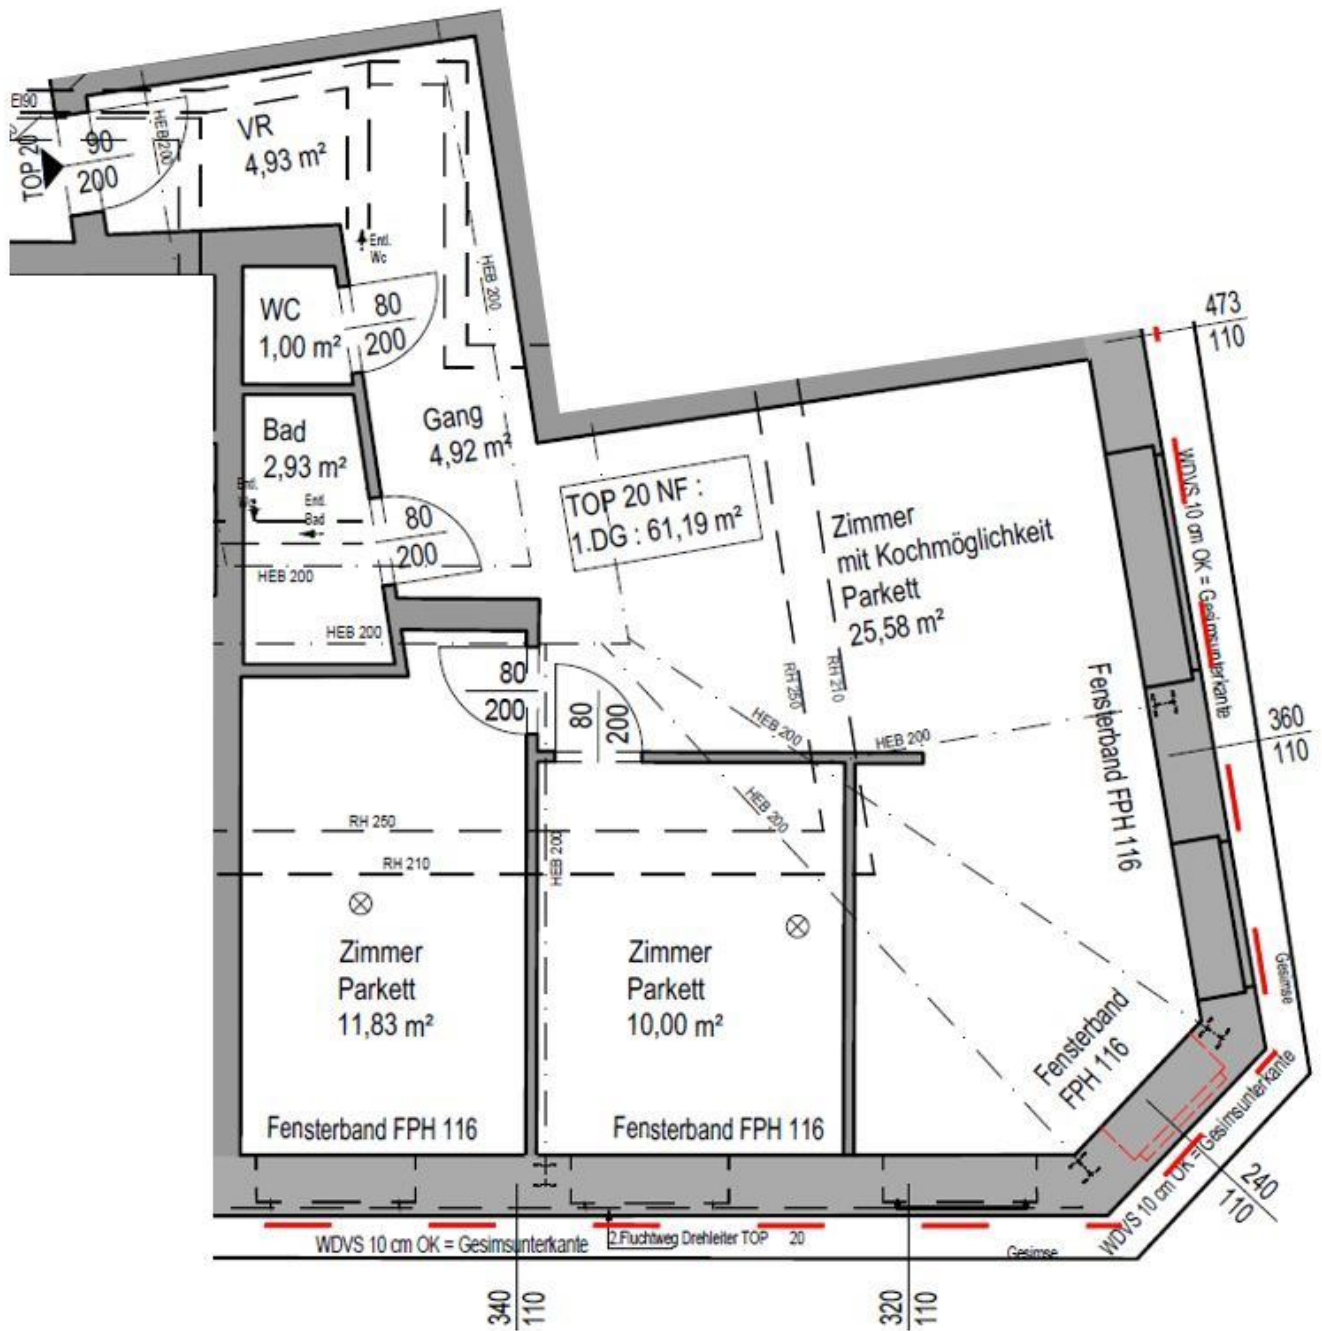 EI90
TOP 20
90
200
HEB 200
VR
4,93 m²
Entl.
Wc
HEB 200
WC
1,00 m²
80
200
473
110
Bad
2,93 m²
Gang
4,92 m²
Entl.
Entl.
Bad
80
200
HEB 200
TOP 20 NF :
1.DG : 61,19 m²
Zimmer
mit Kochmöglichkeit
Parkett
25,58 m²
WDVS 10 cm OK = Gesimsunterkante
HEB 200
80
200
80
200
RH 250
RH 210
HEB 200
HEB 200
HEB 200
Fensterband FPH 116
360
110
RH 250
RH 210
HEB 200
Zimmer
Parkett
11,83 m²
Zimmer
Parkett
10,00 m²
Gesimse
Fensterband
FPH 116
Fensterband FPH 116
Fensterband FPH 116
WDVS 10 cm OK = Gesimsunterkante
240
110
WDVS 10 cm OK = Gesimsunterkante
2.Fluchtweg Drehleiter TOP 20
Gesimse
340
110
320
110